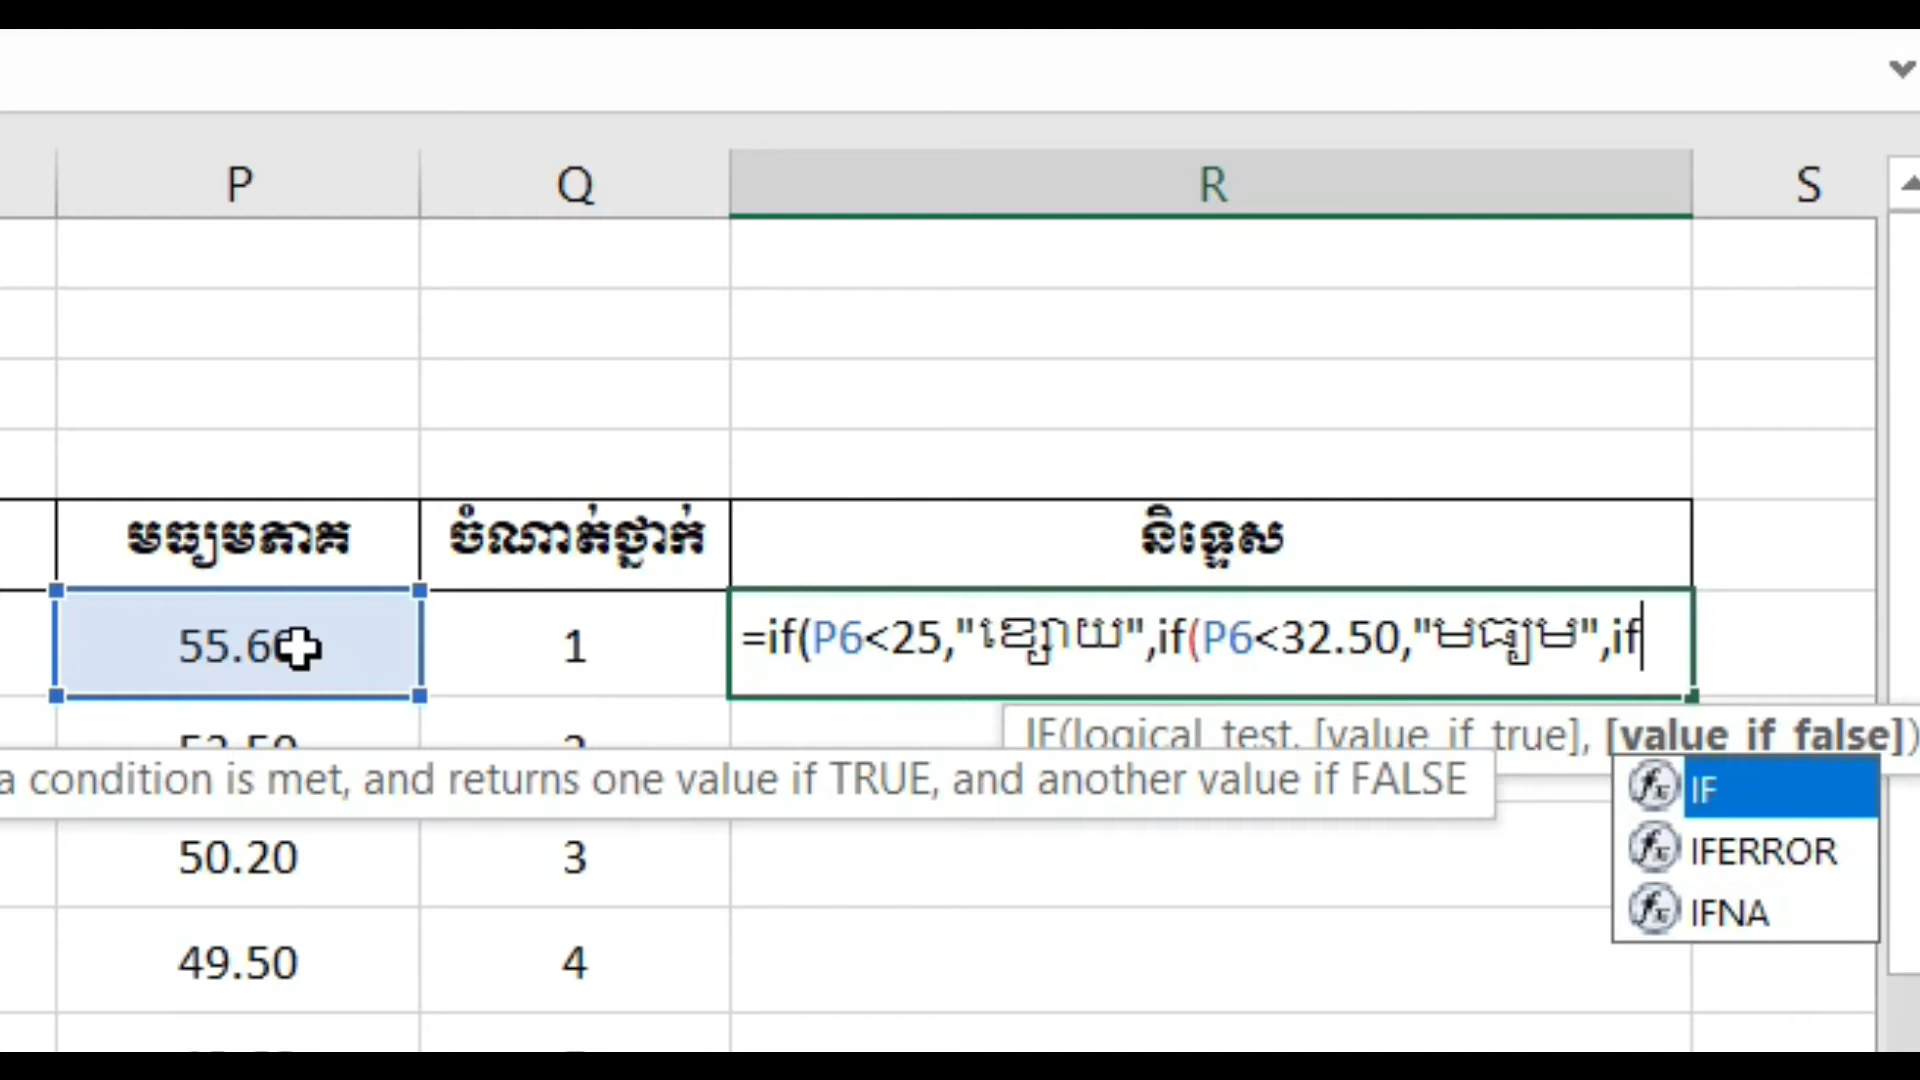 P Q R S
មធ្យមភាគ ចំណាត់ថ្នាក់ និទ្ទេស
55.6 1 =if(P6<25,"ខ្សោយ",if(P6<32.50,"មធ្យម",if
IF(logical_test, [value_if_true], [value_if_false])
a condition is met, and returns one value if TRUE, and another value if FALSE
IF
IFERROR
50.20 3
IFNA
49.50 4